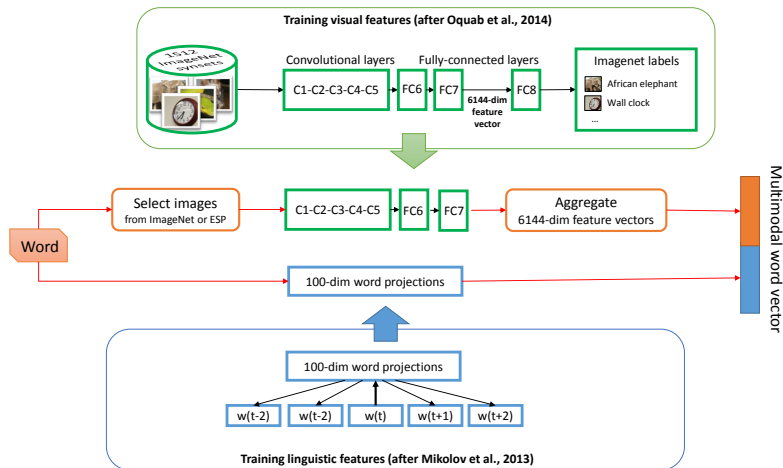 Training visual features (after Oquab et al., 2014)
1512
ImageNet
synsets
Convolutional layers
Fully-connected layers
C1-C2-C3-C4-C5
FC6
FC7
6144-dim
feature
vector
FC8
Imagenet labels
African elephant
Wall clock
...
Word
Select images
from ImageNet or ESP
C1-C2-C3-C4-C5
FC6
FC7
Aggregate
6144-dim feature vectors
100-dim word projections
Multimodal word vector
100-dim word projections
w(t-2)
w(t-2)
w(t)
w(t+1)
w(t+2)
Training linguistic features (after Mikolov et al., 2013)